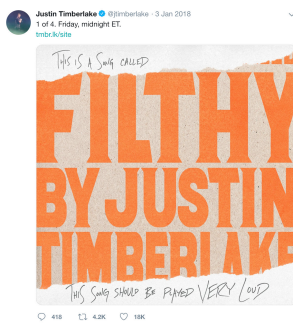 Justin Timberlake @jtimberlake · 3 Jan 2018
1 of 4. Friday, midnight ET.
tmbr.lk/site
THIS IS A SONG CALLED
FILTHY
BY JUSTIN
TIMBERLAKE
THIS SONG SHOULD BE PLAYED VERY LOUD
418 4.2K 18K